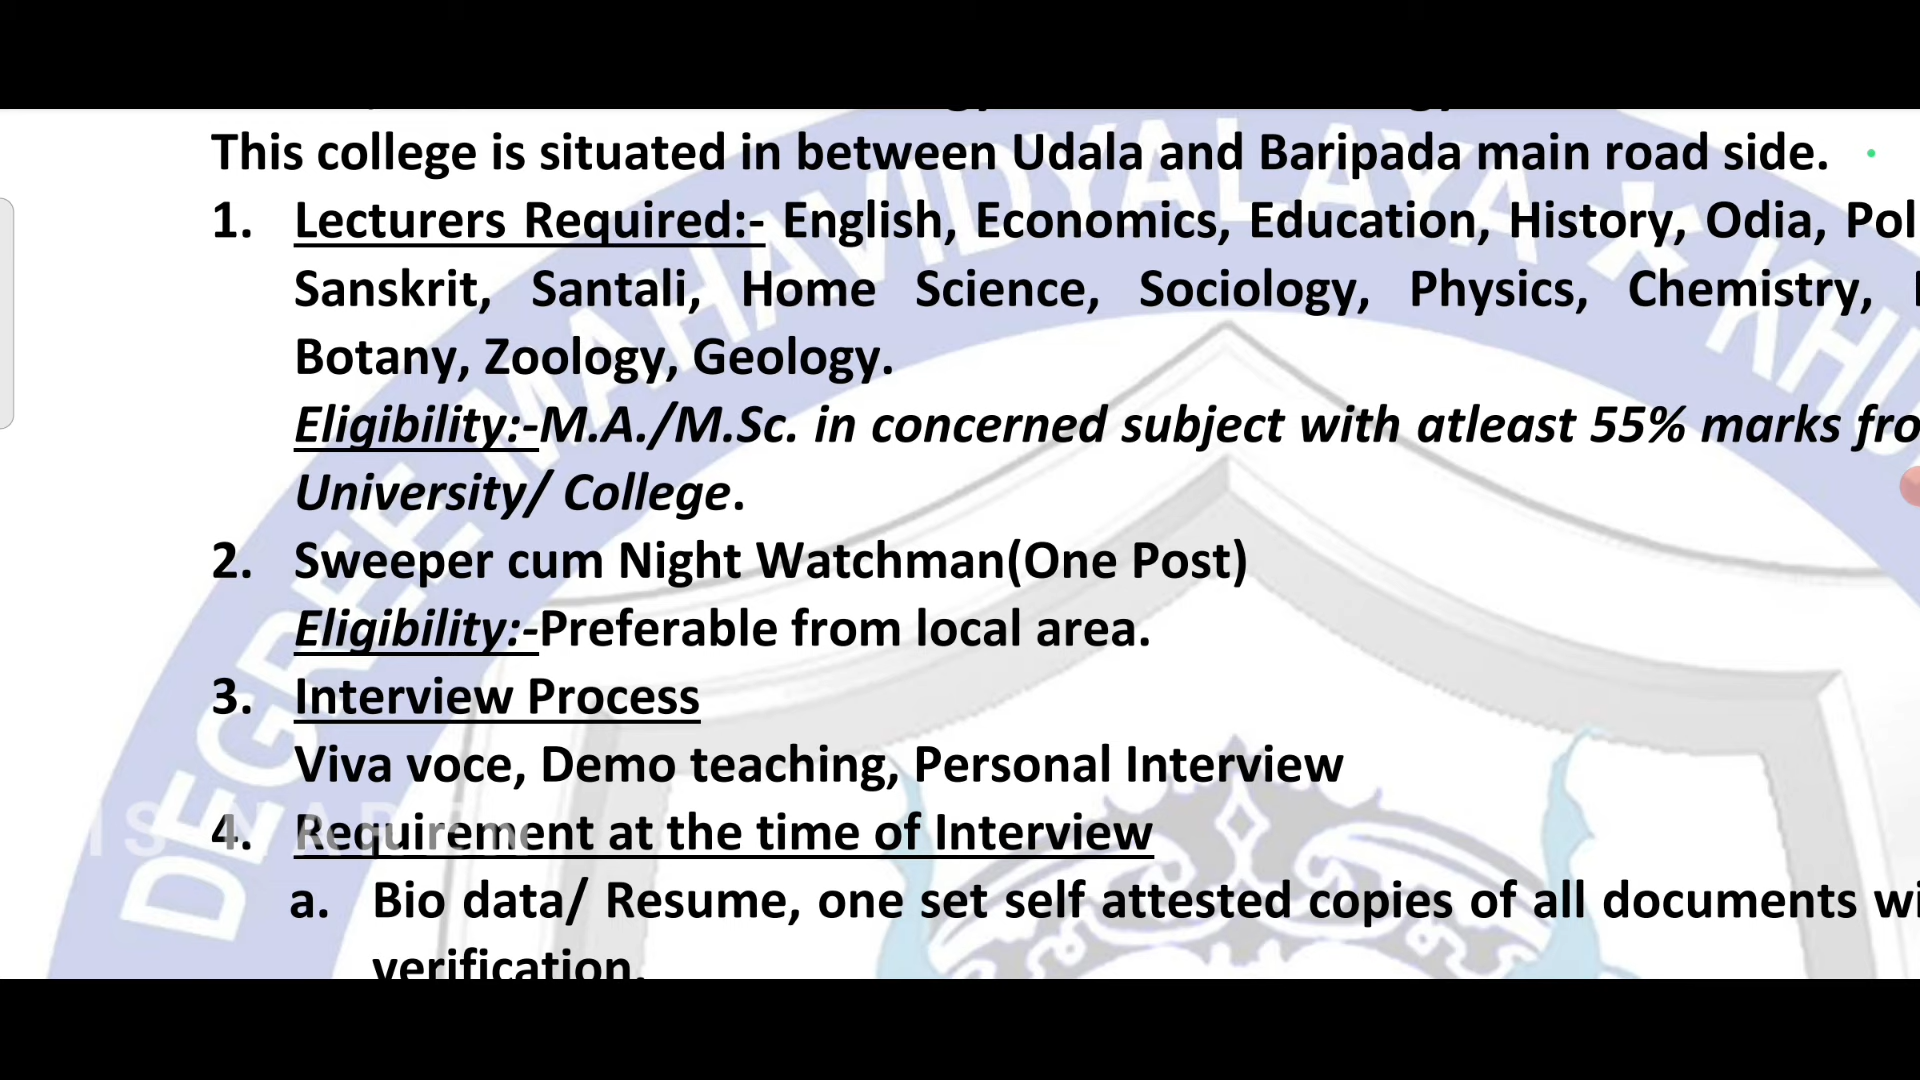 This college is situated in between Udala and Baripada main road side.
1. Lecturers Required:- English, Economics, Education, History, Odia,
Sanskrit, Santali, Home Science, Sociology, Physics, Chemistry,
Botany, Zoology, Geology.
Eligibility:-M.A./M.Sc. in concerned subject with atleast 55% marks
University/ College.
2. Sweeper cum Night Watchman(One Post)
Eligibility:-Preferable from local area.
3. Interview Process
Viva voce, Demo teaching, Personal Interview
4. Requirement at the time of Interview
a. Bio data/ Resume, one set self attested copies of all documents
verification.
DEGREE MAHAVIDYALAYA